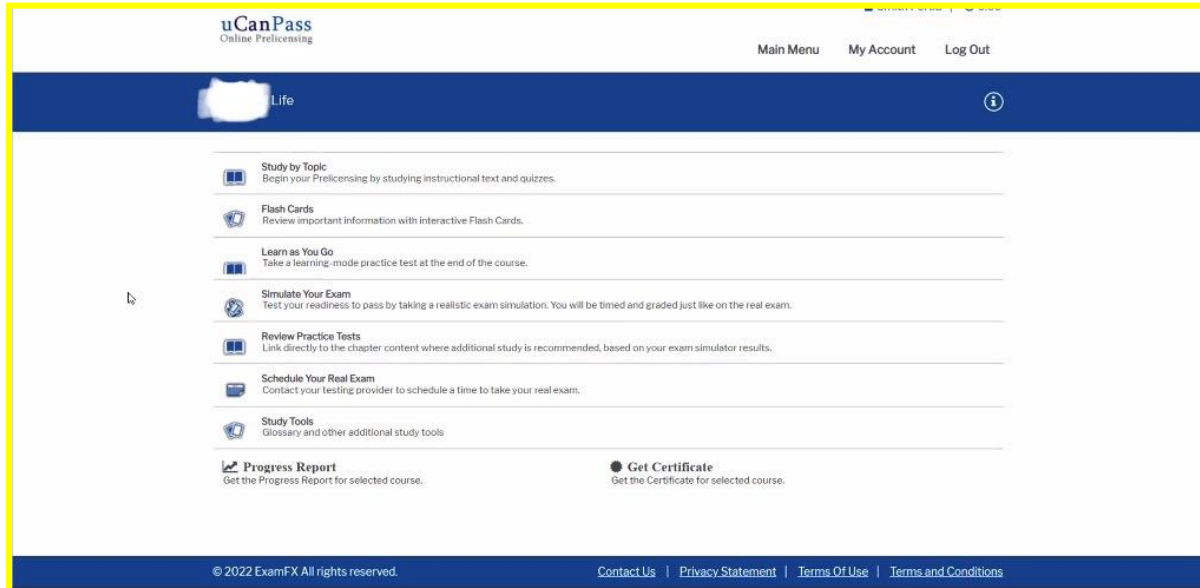 uCanPass
Online Prelicensing
Main Menu My Account Log Out
Life
Study by Topic
Begin your Prelicensing by studying instructional text and quizzes.
Flash Cards
Review important information with interactive Flash Cards.
Learn as You Go
Take a learning-mode practice test at the end of the course.
Simulate Your Exam
Test your readiness to pass by taking a realistic exam simulation. You will be timed and graded just like on the real exam.
Review Practice Tests
Link directly to the chapter content where additional study is recommended, based on your exam simulator results.
Schedule Your Real Exam
Contact your testing provider to schedule a time to take your real exam.
Study Tools
Glossary and other additional study tools
Progress Report Get Certificate
Get the Progress Report for selected course. Get the Certificate for selected course.
© 2022 ExamFX All rights reserved. Contact Us | Privacy Statement | Terms Of Use | Terms and Conditions